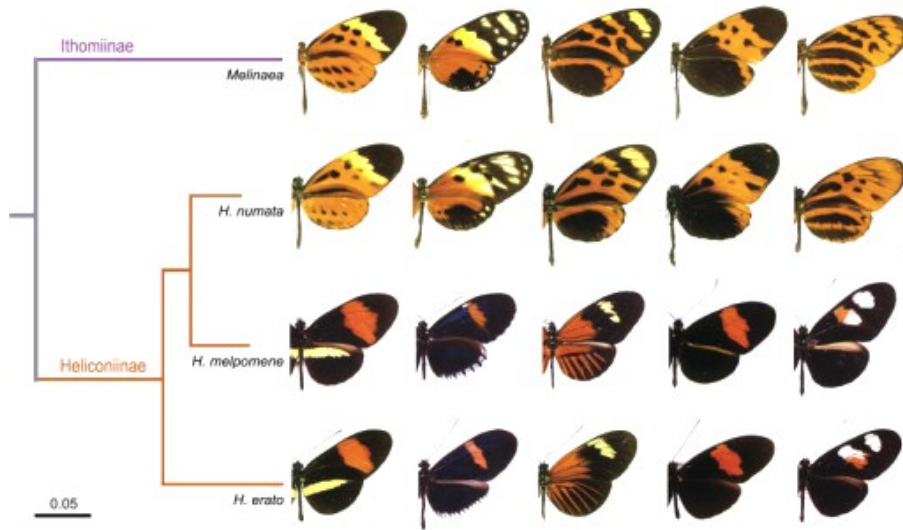 Ithomiinae
Melinaea
H. numata
H. melpomene
Heliconiinae
H. erato
0.05